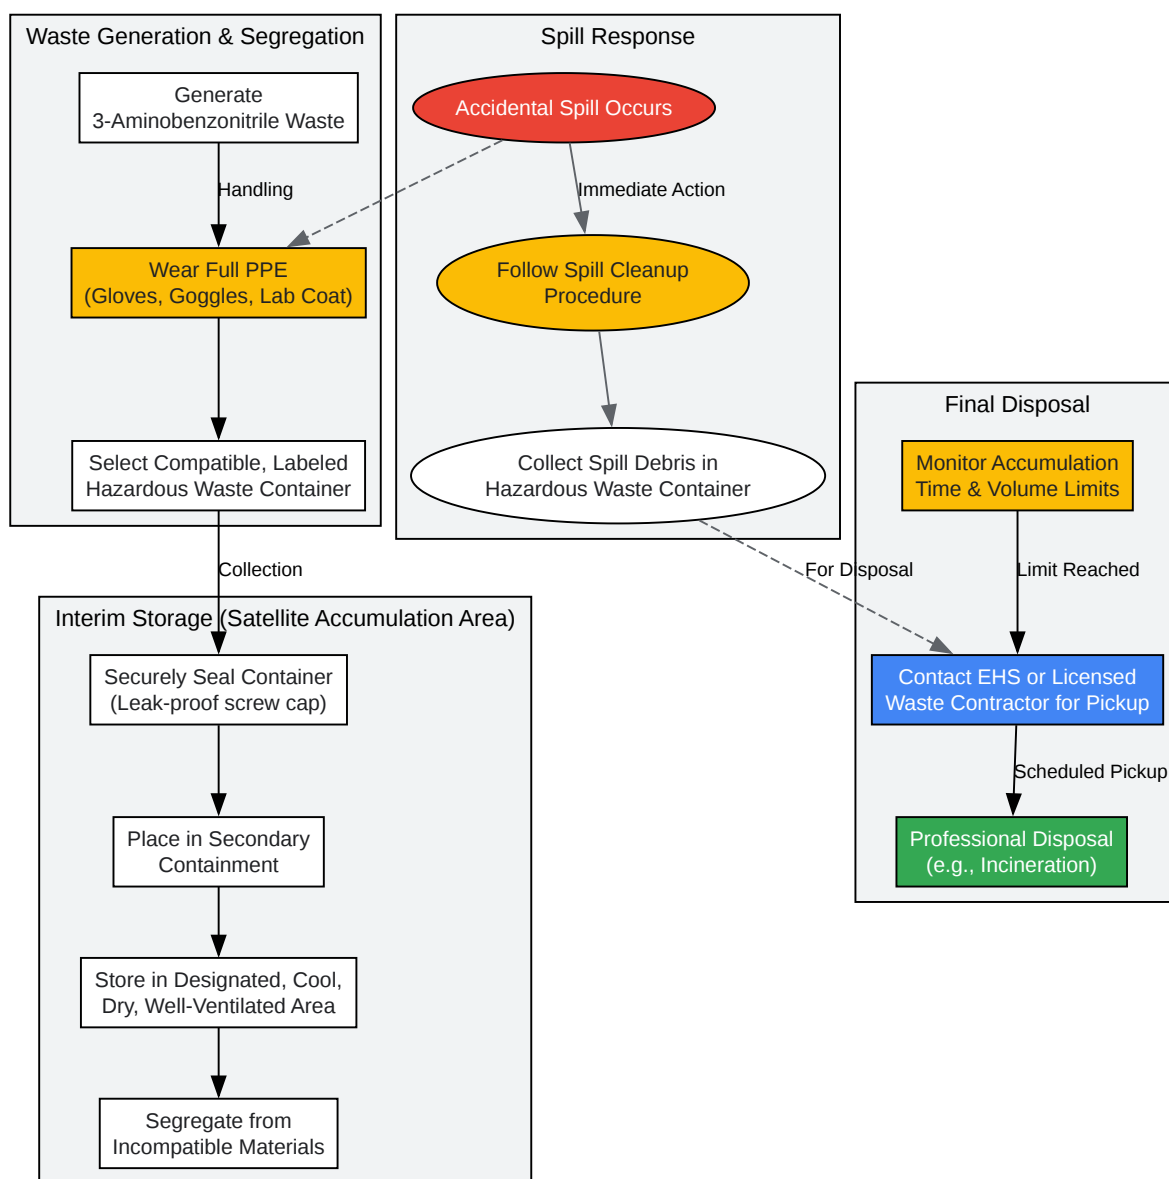 Waste Generation & Segregation
Generate
3-Aminobenzonitrile Waste
Handling
Wear Full PPE
(Gloves, Goggles, Lab Coat)
Select Compatible, Labeled
Hazardous Waste Container
Collection
Spill Response
Accidental Spill Occurs
Immediate Action
Follow Spill Cleanup
Procedure
Collect Spill Debris in
Hazardous Waste Container
For Disposal
Interim Storage (Satellite Accumulation Area)
Securely Seal Container
(Leak-proof screw cap)
Place in Secondary
Containment
Store in Designated, Cool,
Dry, Well-Ventilated Area
Segregate from
Incompatible Materials
Final Disposal
Monitor Accumulation
Time & Volume Limits
Limit Reached
Contact EHS or Licensed
Waste Contractor for Pickup
Scheduled Pickup
Professional Disposal
(e.g., Incineration)